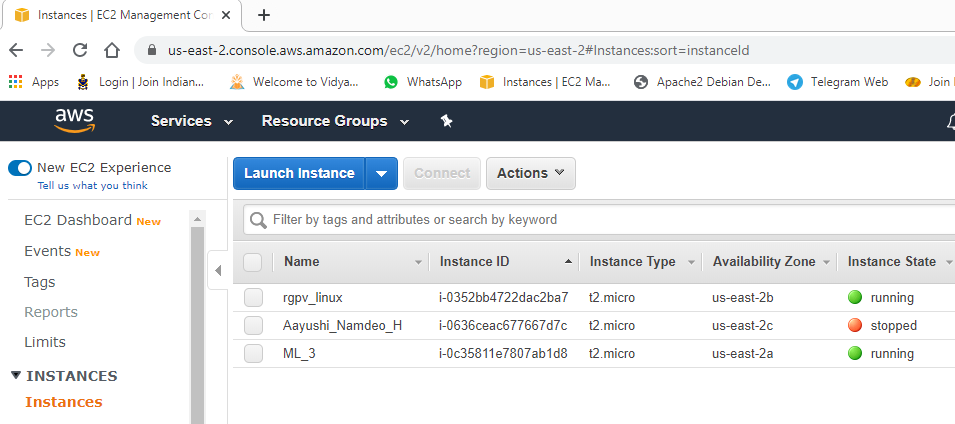 Instances | EC2 Management Con
us-east-2.console.aws.amazon.com/ec2/v2/home?region=us-east-2#Instances:sort=instanceId
Apps Login | Join Indian... Welcome to Vidya... WhatsApp Instances | EC2 Ma... Apache2 Debian De... Telegram Web Join
aws Services Resource Groups
New EC2 Experience
Tell us what you think
Launch Instance Connect Actions
EC2 Dashboard New
Events New
Tags
Reports
Limits
INSTANCES
Instances
Filter by tags and attributes or search by keyword
Name Instance ID Instance Type Availability Zone Instance State
rgpv_linux i-0352bb4722dac2ba7 t2.micro us-east-2b running
Aayushi_Namdeo_H i-0636ceac677667d7c t2.micro us-east-2c stopped
ML_3 i-0c35811e7807ab1d8 t2.micro us-east-2a running